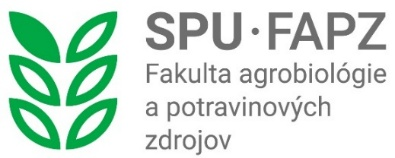 SPU·FAPZ
Fakulta agrobiológie
a potravinových
zdrojov